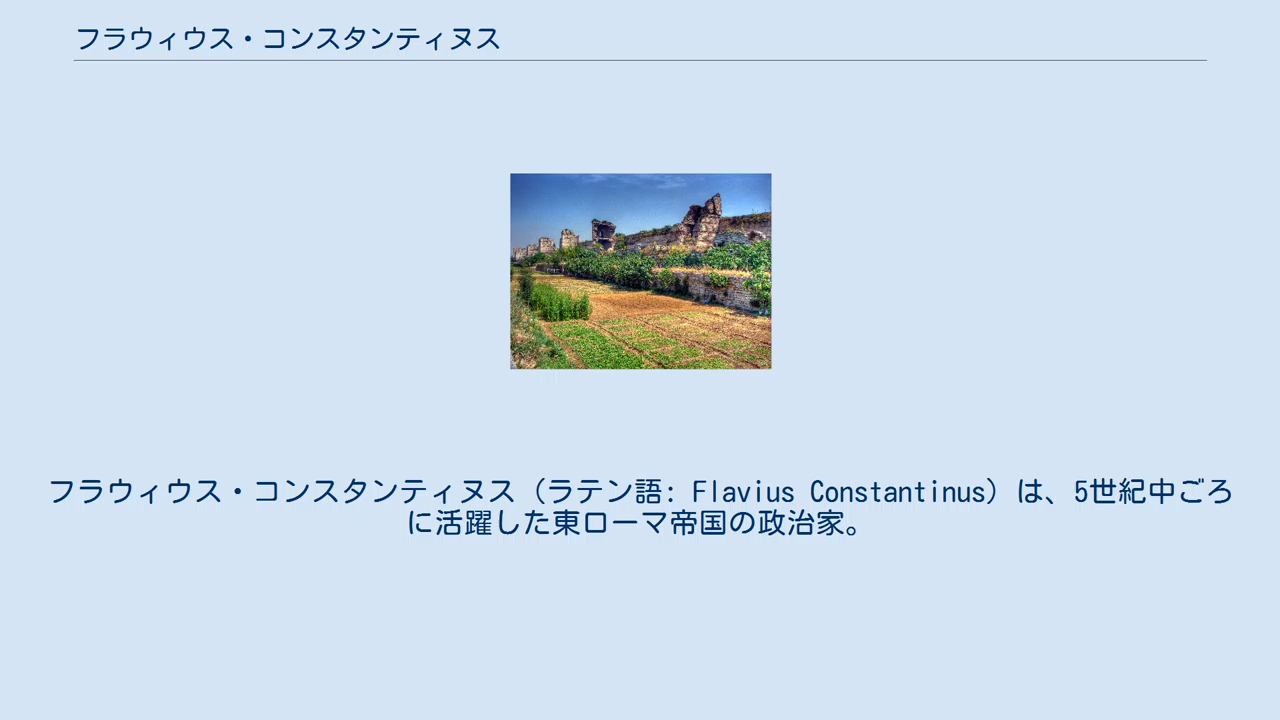 フラウィウス・コンスタンティヌス
フラウィウス・コンスタンティヌス（ラテン語: Flavius Constantinus）は、5世紀中ごろ
に活躍した東ローマ帝国の政治家。